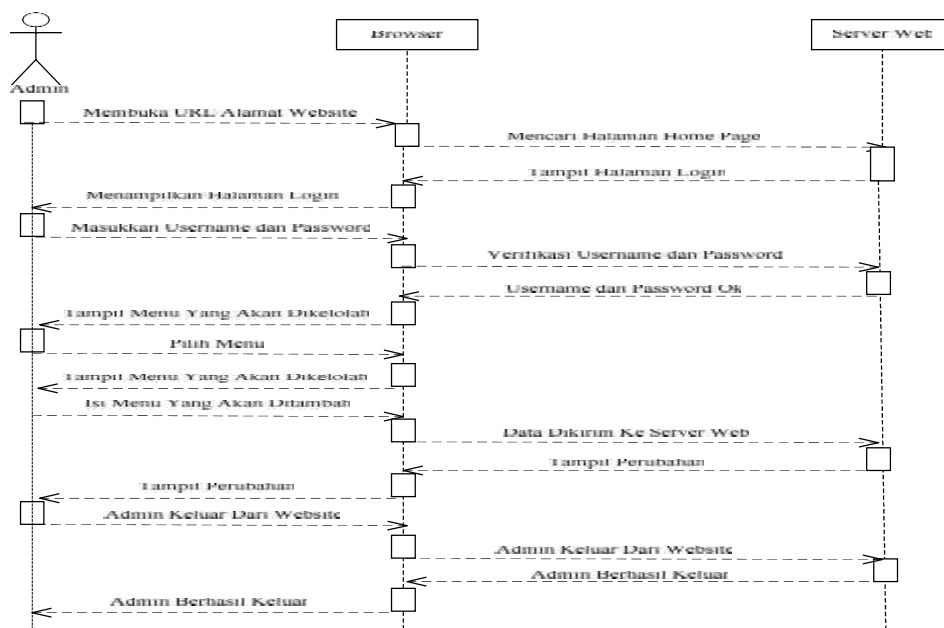 Browser
Server Web
Admin
Membuka URL Alamat Website
Mencari Halaman Home Page
Tampil Halaman Login
Menampilkan Halaman Login
Masukkan Username dan Password
Verifikasi Username dan Password
Username dan Password Ok
Tampil Menu Yang Akan Dikelolah
Pilih Menu
Tampil Menu Yang Akan Dikelolah
Isi Menu Yang Akan Ditambah
Data Dikirim Ke Server Web
Tampil Perubahan
Tampil Perubahan
Admin Keluar Dari Website
Admin Keluar Dari Website
Admin Berhasil Keluar
Admin Berhasil Keluar